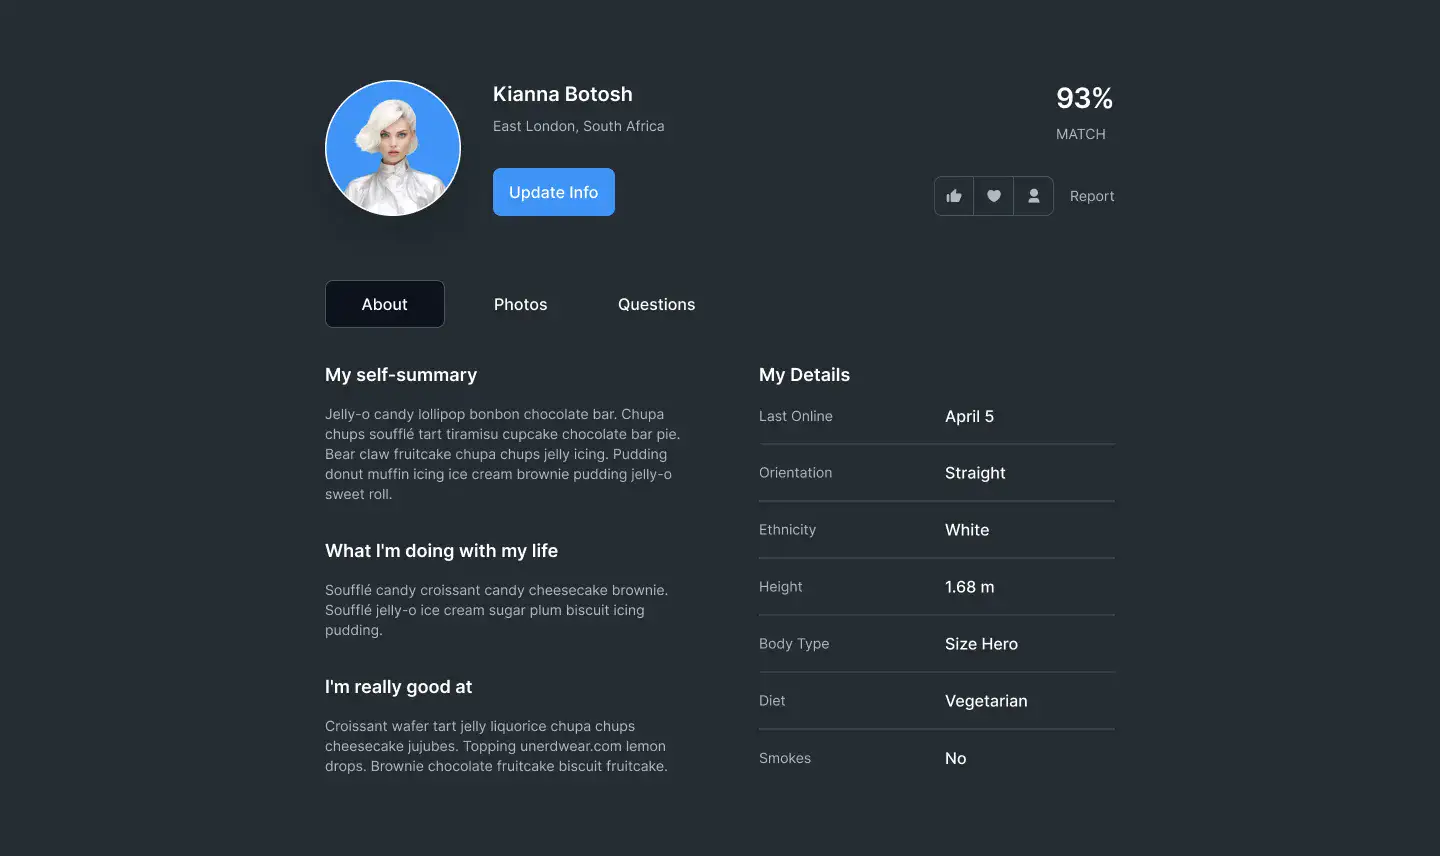 Kianna Botosh
East London, South Africa
Update Info
93%
MATCH
Report
About
Photos
Questions
My self-summary
Jelly-o candy lollipop bonbon chocolate bar. Chupa
chups soufflé tart tiramisu cupcake chocolate bar pie.
Bear claw fruitcake chupa chups jelly icing. Pudding
donut muffin icing ice cream brownie pudding jelly-o
sweet roll.
What I'm doing with my life
Soufflé candy croissant candy cheesecake brownie.
Soufflé jelly-o ice cream sugar plum biscuit icing
pudding.
I'm really good at
Croissant wafer tart jelly liquorice chupa chups
cheesecake jujubes. Topping unerdwear.com lemon
drops. Brownie chocolate fruitcake biscuit fruitcake.
My Details
Last Online April 5
Orientation Straight
Ethnicity White
Height 1.68 m
Body Type Size Hero
Diet Vegetarian
Smokes No